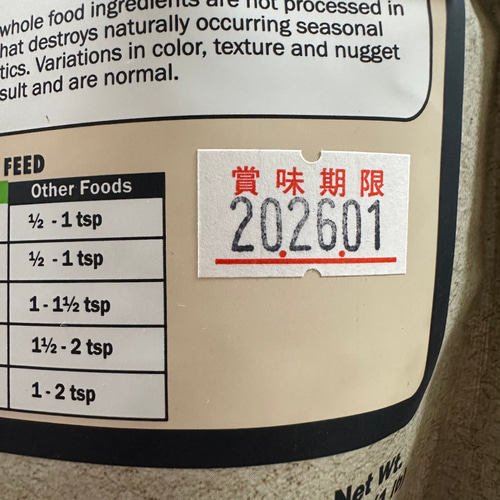 whole food ingredients are not processed in
hat destroys naturally occurring seasonal
tics. Variations in color, texture and nugget
sult and are normal.
FEED
Other Foods
½ - 1 tsp
½ - 1 tsp
1 - 1½ tsp
1½ - 2 tsp
1 - 2 tsp
賞味期限
2026.01
Net Wt.